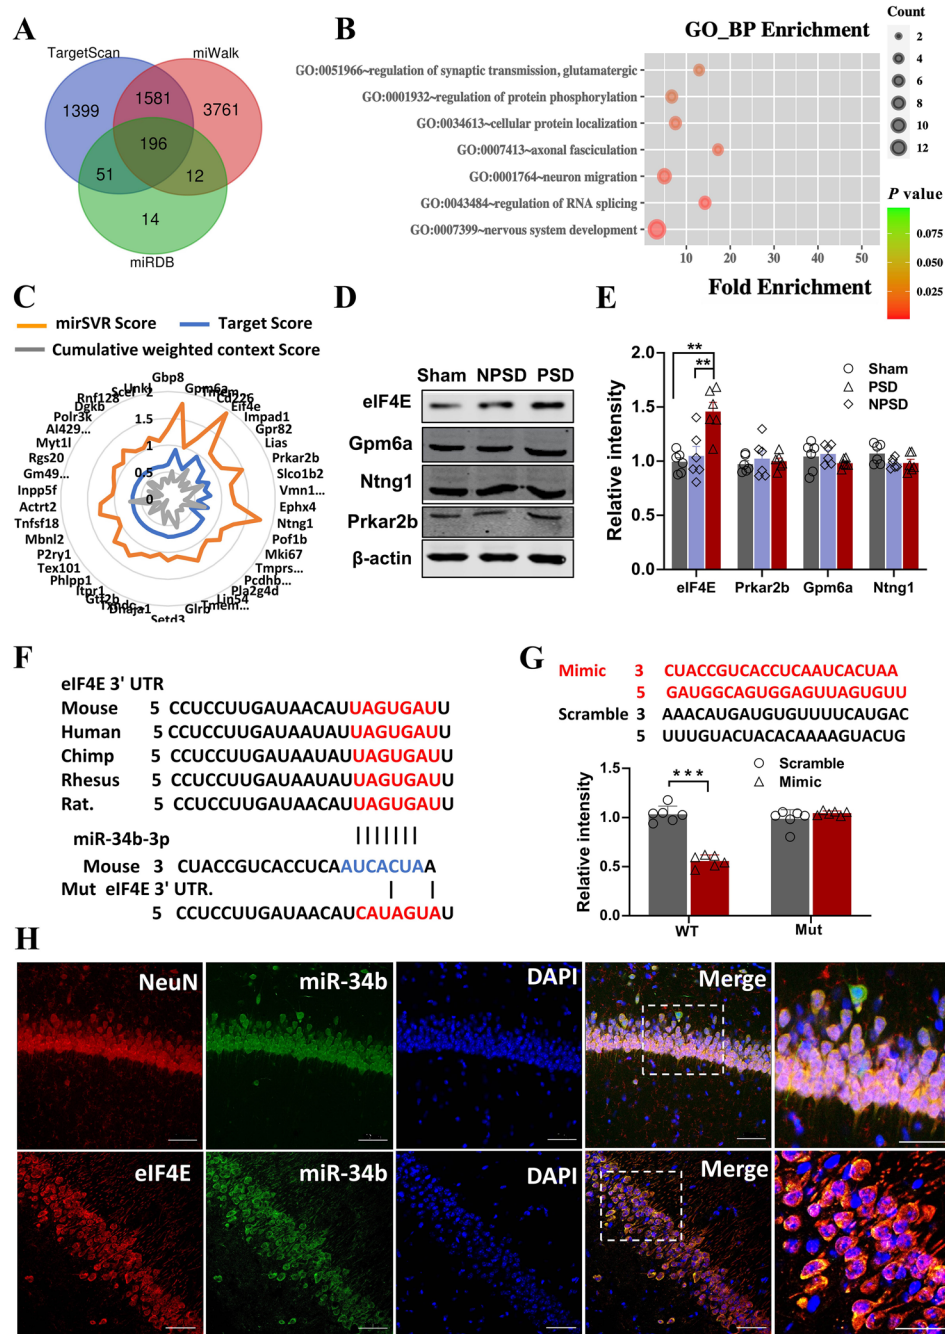 A
TargetScan
miWalk
1399
1581
3761
196
51
12
14
miRDB
B
GO_BP Enrichment
GO:0051966~regulation of synaptic transmission, glutamatergic
GO:0001932~regulation of protein phosphorylation
GO:0034613~cellular protein localization
GO:0007413~axonal fasciculation
GO:0001764~neuron migration
GO:0043484~regulation of RNA splicing
GO:0007399~nervous system development
10 20 30 40 50
Fold Enrichment
Count
2
4
6
8
10
12
P value
0.075
0.050
0.025
C
mirSVR Score
Target Score
Cumulative weighted context Score
2
1.5
1
0.5
0
Gbp8
Gpm6a
Cd226
Eif4e
Impad1
Gpr82
Lias
Prkar2b
Slco1b2
Vmn1...
Ephx4
Ntng1
Pof1b
Mki67
Tmprs...
Pcdhb...
Pla2g4d
Lin54
Tmem...
Glrb
Setd3
Dnaja1
Gtf2b
Itpr1
Phlpp1
Tex101
P2ry1
Mbnl2
Tnfsf18
Actrt2
Inpp5f
Gm49...
Rgs20
Myt1l
AI429...
Polr3k
Dgkb
Rnf128
Scel
Unkl
D
Sham NPSD PSD
eIF4E
Gpm6a
Ntng1
Prkar2b
β-actin
E
Relative intensity
2.0
1.5
1.0
0.5
0.0
**
**
Sham
PSD
NPSD
eIF4E Prkar2b Gpm6a Ntng1
F
eIF4E 3' UTR
Mouse 5 CCUCCUUGAUAACAUUAGUGAUU
Human 5 CCUCCUUGAUAAUAUUAGUGAUU
Chimp 5 CCUCCUUGAUAAUAUUAGUGAUU
Rhesus 5 CCUCCUUGAUAAUAUUAGUGAUU
Rat. 5 CCUCCUUGAUAACAUUAGUGAUU
miR-34b-3p
Mouse 3 CUACCGUCACCUCAAUCACUAA
Mut eIF4E 3' UTR.
5 CCUCCUUGAUAACAUCAUAGUAU
G
Mimic 3 CUACCGUCACCUCAAUCACUAA
5 GAUGGCAGUGGAGUUAGUGUU
Scramble 3 AAACAUGAUGUGUUUUCAUGAC
5 UUUGUACUACACAAAAGUACUG
Relative intensity
1.5
1.0
0.5
0.0
***
Scramble
Mimic
WT Mut
H
NeuN miR-34b DAPI Merge
eIF4E miR-34b DAPI Merge